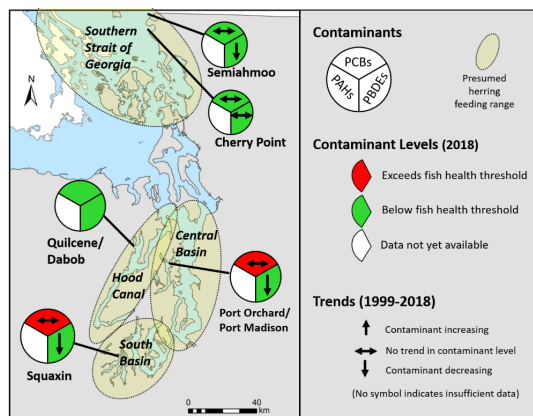 Southern
Strait of
Georgia
N
Semiahmoo
Cherry Point
Quilcene/
Dabob
Central
Basin
Hood
Canal
Port Orchard/
Port Madison
South
Basin
Squaxin
0 20 40
km
Contaminants
PCBs
PAHs
PBDEs
Presumed
herring
feeding range
Contaminant Levels (2018)
Exceeds fish health threshold
Below fish health threshold
Data not yet available
Trends (1999-2018)
Contaminant increasing
No trend in contaminant level
Contaminant decreasing
(No symbol indicates insufficient data)